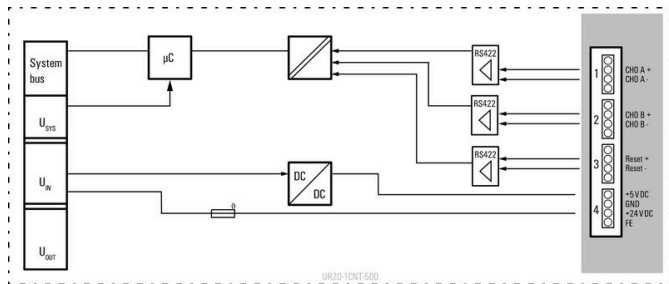 System
bus
µC
RS422
1
CH0 A +
CH0 A -
U SYS
RS422
2
CH0 B +
CH0 B -
RS422
3
Reset +
Reset -
U IN
DC
DC
4
+5 V DC
GND
+24 V DC
FE
U OUT
UR20-1CNT-500